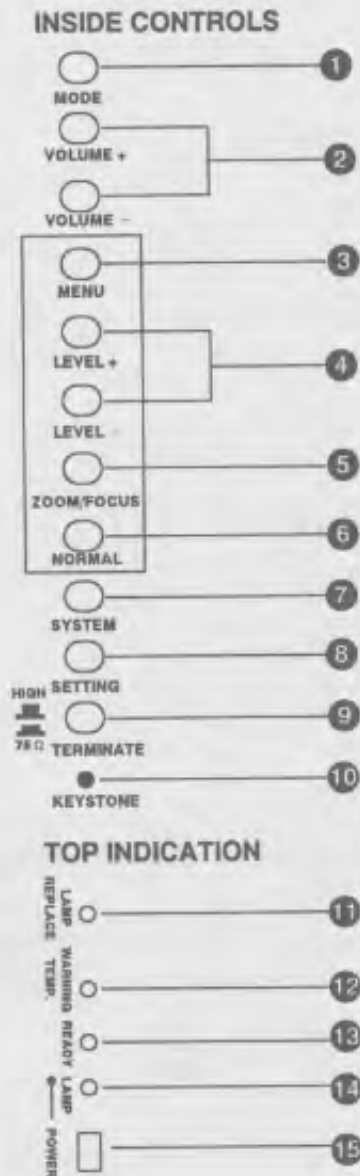 INSIDE CONTROLS
1
MODE
VOLUME +
2
VOLUME -
3
MENU
LEVEL +
4
LEVEL -
5
ZOOM/FOCUS
6
NORMAL
7
SYSTEM
8
SETTING
HIGH
9
75 Ω
TERMINATE
10
KEYSTONE
TOP INDICATION
LAMP
REPLACE
11
WARNING
TEMP.
12
READY
13
LAMP
14
POWER
15